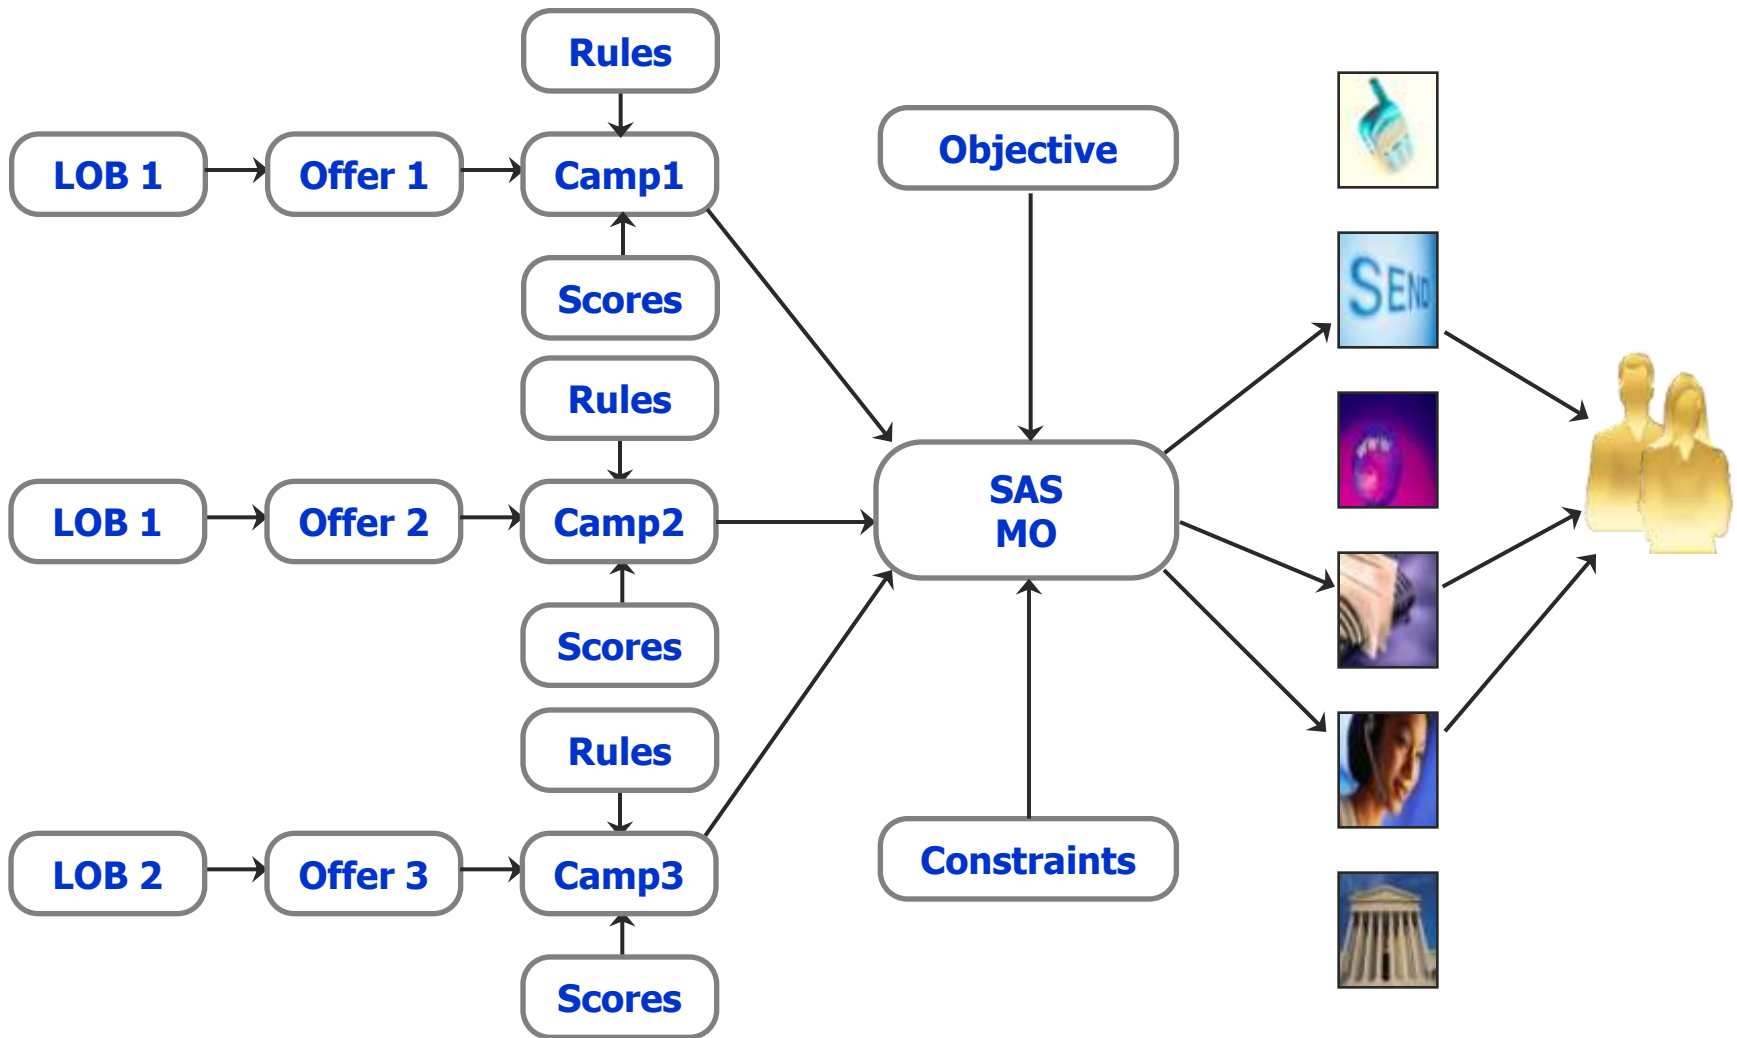 Rules
LOB 1
Offer 1
Camp1
Objective
Scores
SEND
Rules
LOB 1
Offer 2
Camp2
SAS
MO
Scores
Rules
LOB 2
Offer 3
Camp3
Constraints
Scores